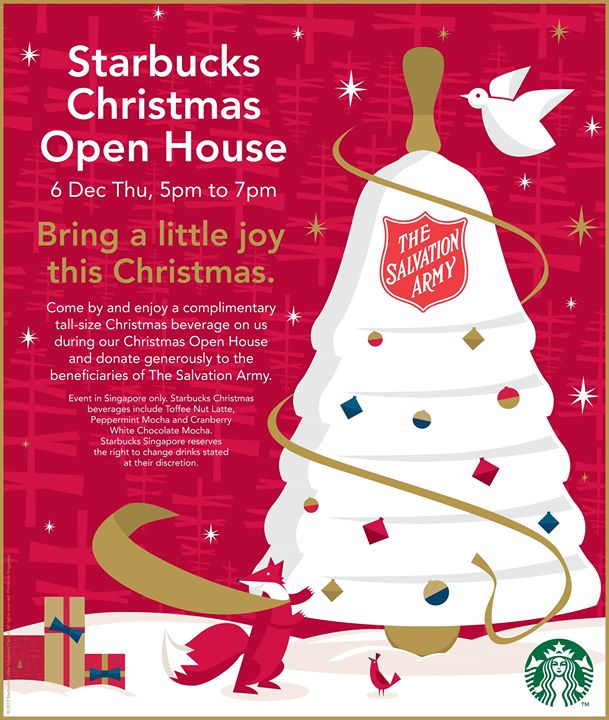 Starbucks
Christmas
Open House
6 Dec Thu, 5pm to 7pm
Bring a little joy
this Christmas.
Come by and enjoy a complimentary
tall-size Christmas beverage on us
during our Christmas Open House
and donate generously to the
beneficiaries of The Salvation Army.
Event in Singapore only. Starbucks Christmas
beverages include Toffee Nut Latte,
Peppermint Mocha and Cranberry
White Chocolate Mocha.
Starbucks Singapore reserves
the right to change drinks stated
at their discretion.
THE
SALVATION
ARMY
TM